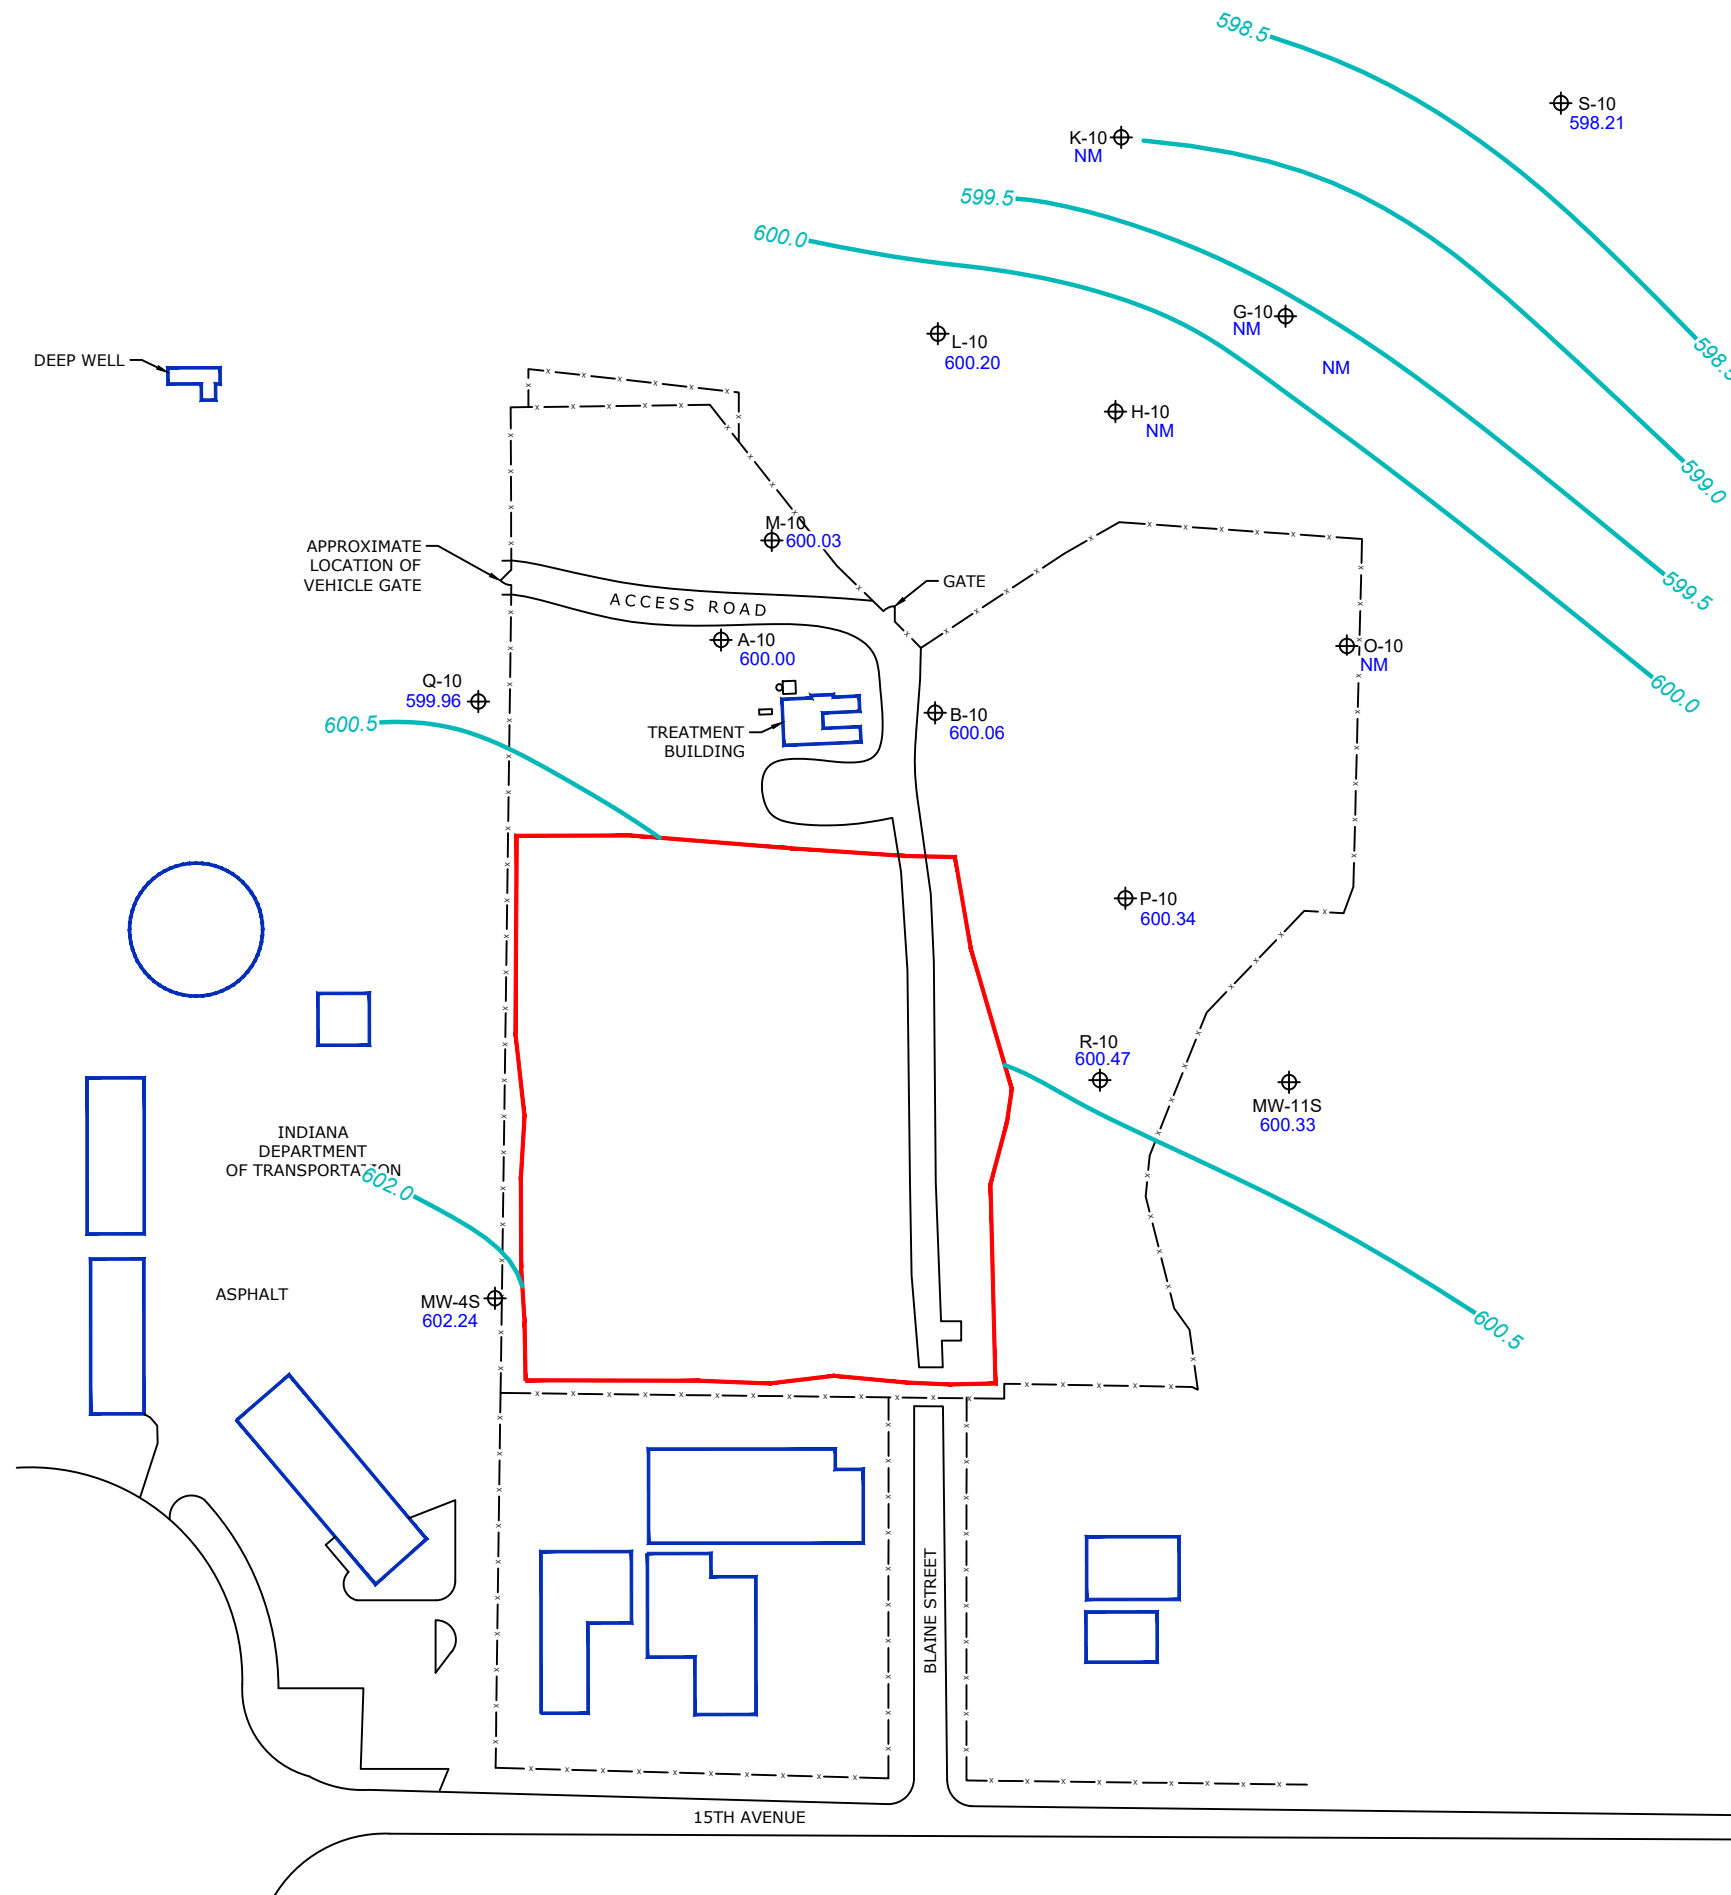 598.5
S-10
598.21
K-10
NM
599.5
600.0
G-10
NM
NM
L-10
600.20
598.5
DEEP WELL
H-10
NM
599.0
M-10
600.03
APPROXIMATE
LOCATION OF
VEHICLE GATE
GATE
599.5
ACCESS ROAD
A-10
600.00
O-10
NM
Q-10
599.96
600.0
600.5
B-10
600.06
TREATMENT
BUILDING
P-10
600.34
R-10
600.47
MW-11S
600.33
INDIANA
DEPARTMENT
OF TRANSPORTATION
602.0
ASPHALT
MW-4S
602.24
600.5
BLAINE STREET
15TH AVENUE